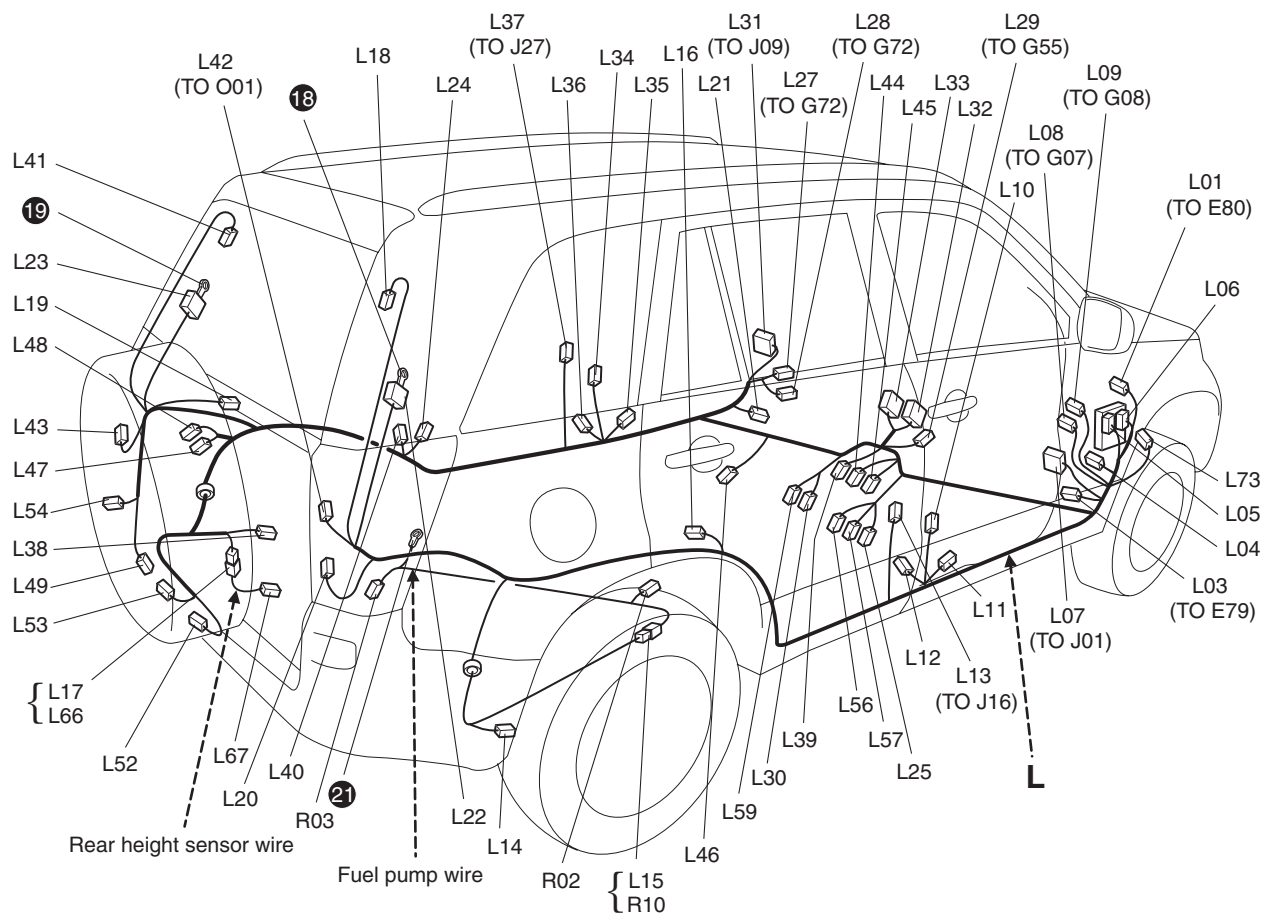 L37
(TO J27)
L31
(TO J09)
L28
(TO G72)
L29
(TO G55)
L42
(TO O01)
L18
L34
L16
L09
(TO G08)
18
L24
L36
L35
L21
L27
(TO G72)
L44
L33
L45
L32
L08
(TO G07)
L41
L10
L01
(TO E80)
19
L23
L06
L19
L48
L43
L47
L73
L54
L05
L38
L04
L49
L03
(TO E79)
L53
L11
L07
(TO J01)
L12
L13
(TO J16)
L17
L66
L56
L52
L67
L39
L57
L40
L30
L25
L
L20
21
R03
L22
L59
Rear height sensor wire
L14
L46
Fuel pump wire
R02
L15
R10